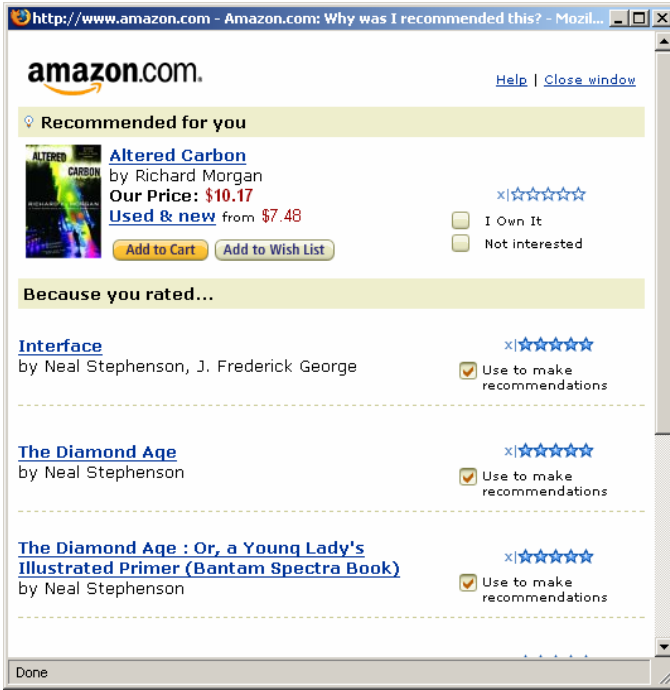 http://www.amazon.com - Amazon.com: Why was I recommended this? - Mozil...
amazon.com.
Help | Close window
Recommended for you
ALTERED
CARBON
RICHARD K. MORGAN
Altered Carbon
by Richard Morgan
Our Price: $10.17
Used & new from $7.48
Add to Cart Add to Wish List
x|
I Own It
Not interested
Because you rated...
Interface
by Neal Stephenson, J. Frederick George
x|
Use to make
recommendations
The Diamond Age
by Neal Stephenson
x|
Use to make
recommendations
The Diamond Age : Or, a Young Lady's
Illustrated Primer (Bantam Spectra Book)
by Neal Stephenson
x|
Use to make
recommendations
Done